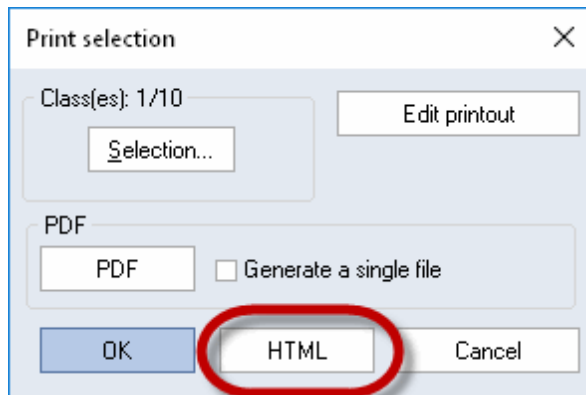 Print selection
Class(es): 1/10
Edit printout
Selection...
PDF
PDF
Generate a single file
OK
HTML
Cancel